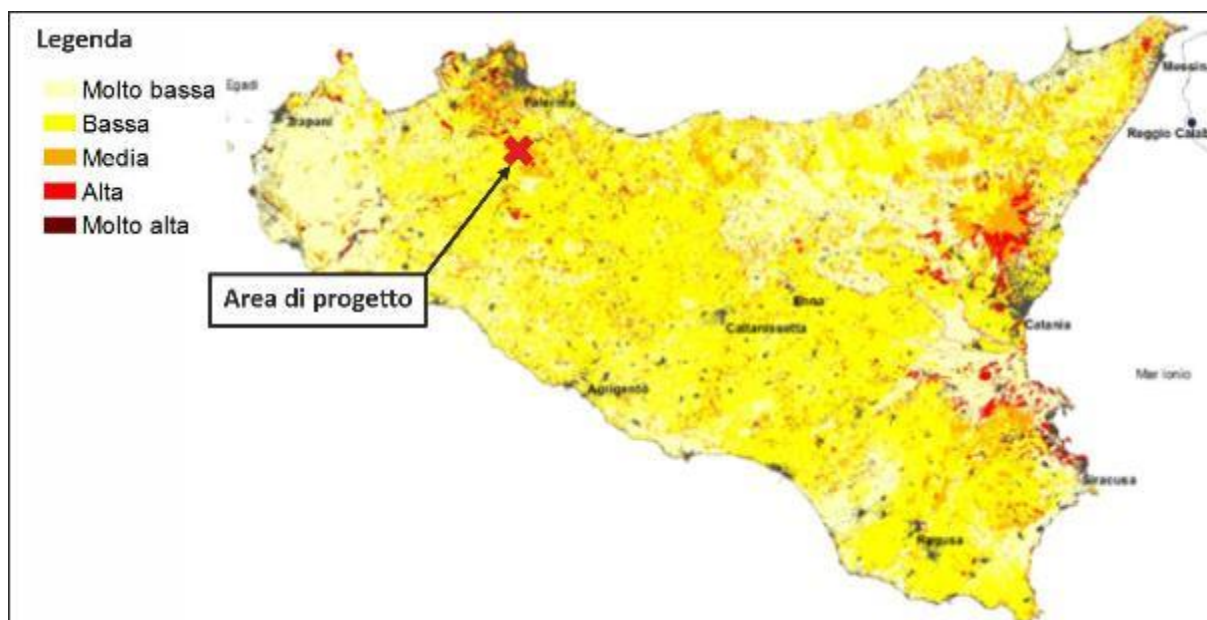 Legenda
Molto bassa
Bassa
Media
Alta
Molto alta
Area di progetto
Egadi
Trapani
Palermo
Messina
Reggio Calab
Enna
Caltanissetta
Catania
Mar Ionio
Agrigento
Siracusa
Ragusa